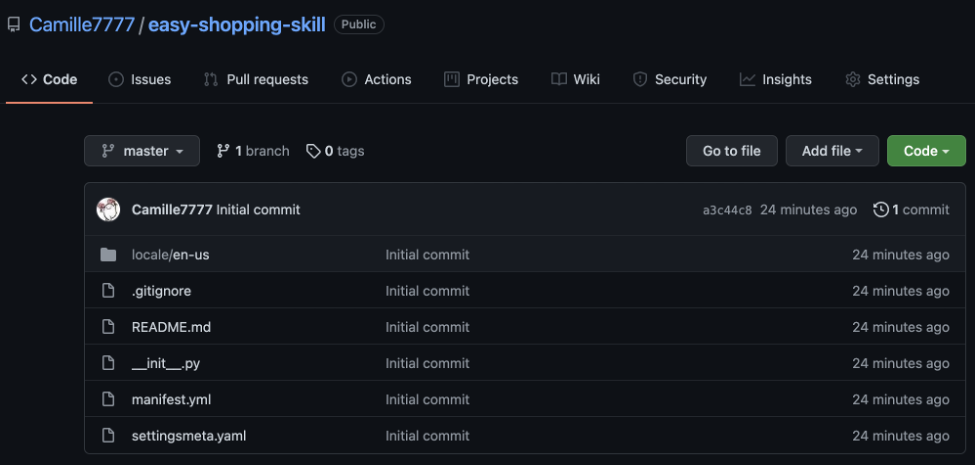 Camille7777 / easy-shopping-skill Public
Code Issues Pull requests Actions Projects Wiki Security Insights Settings
master 1 branch 0 tags Go to file Add file Code
Camille7777 Initial commit a3c44c8 24 minutes ago 1 commit
locale/en-us Initial commit 24 minutes ago
.gitignore Initial commit 24 minutes ago
README.md Initial commit 24 minutes ago
__init__.py Initial commit 24 minutes ago
manifest.yml Initial commit 24 minutes ago
settingsmeta.yaml Initial commit 24 minutes ago